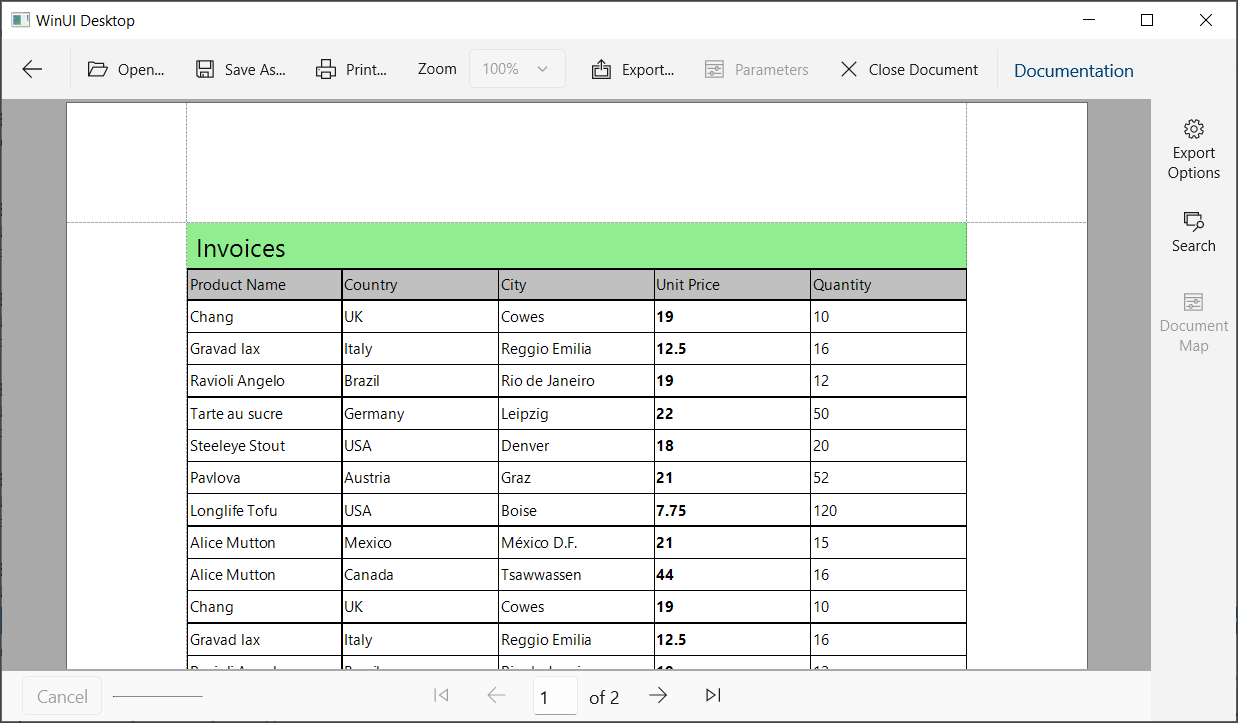 WinUI Desktop
Open... Save As... Print... Zoom 100% Export... Parameters Close Document Documentation
Export
Options
Search
Document
Map
Invoices
Product Name Country City Unit Price Quantity
Chang UK Cowes 19 10
Gravad lax Italy Reggio Emilia 12.5 16
Ravioli Angelo Brazil Rio de Janeiro 19 12
Tarte au sucre Germany Leipzig 22 50
Steeleye Stout USA Denver 18 20
Pavlova Austria Graz 21 52
Longlife Tofu USA Boise 7.75 120
Alice Mutton Mexico México D.F. 21 15
Alice Mutton Canada Tsawwassen 44 16
Chang UK Cowes 19 10
Gravad lax Italy Reggio Emilia 12.5 16
Cancel 1 of 2